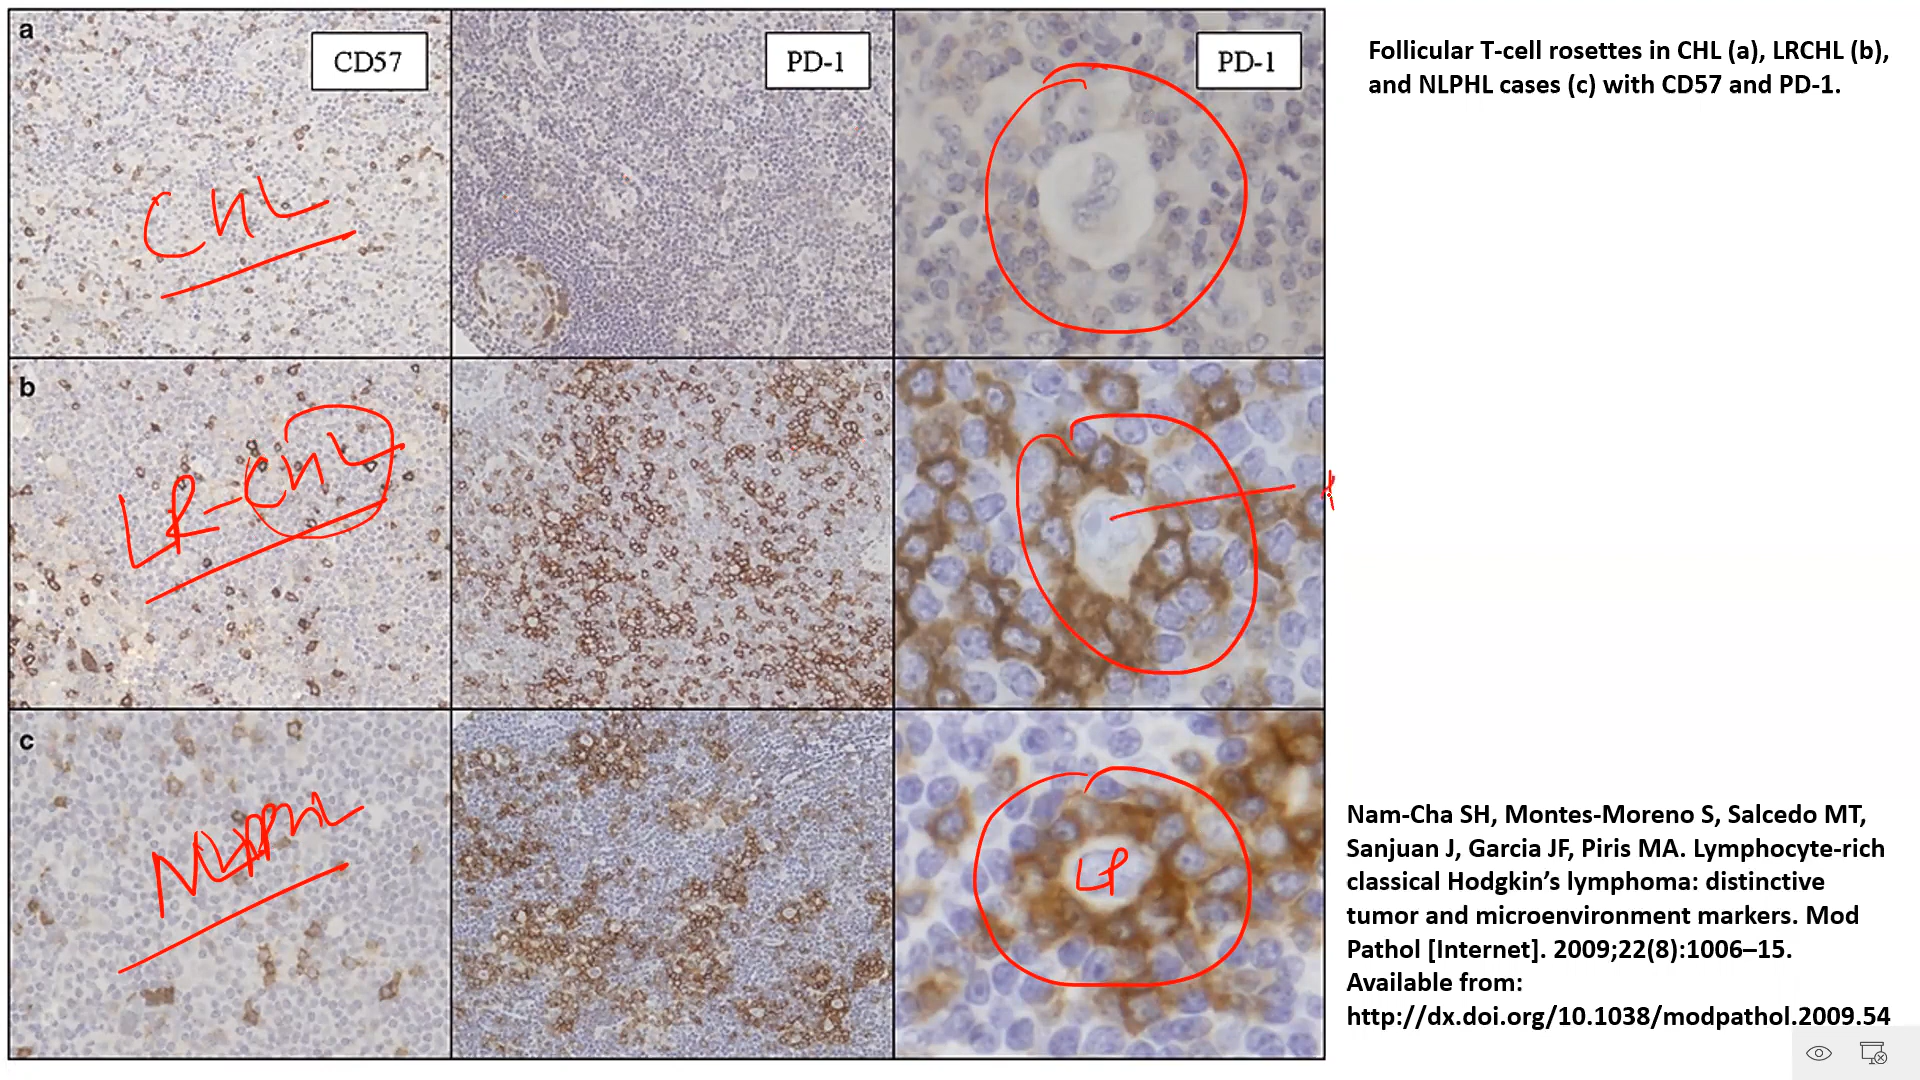 a
CD57
PD-1
PD-1
Follicular T-cell rosettes in CHL (a), LRCHL (b),
and NLPHL cases (c) with CD57 and PD-1.
CHL
b
LR-CHL
c
NLPHL
LP
Nam-Cha SH, Montes-Moreno S, Salcedo MT,
Sanjuan J, Garcia JF, Piris MA. Lymphocyte-rich
classical Hodgkin’s lymphoma: distinctive
tumor and microenvironment markers. Mod
Pathol [Internet]. 2009;22(8):1006–15.
Available from:
http://dx.doi.org/10.1038/modpathol.2009.54